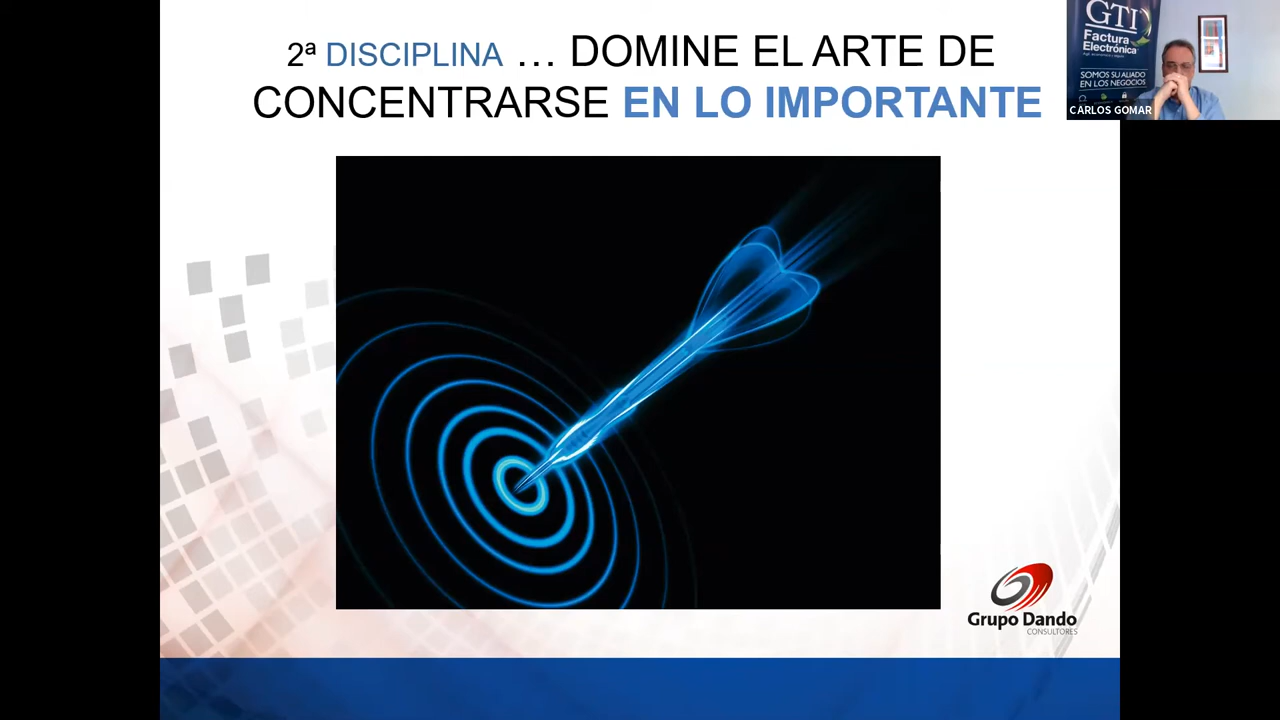 2ª DISCIPLINA … DOMINE EL ARTE DE
CONCENTRARSE EN LO IMPORTANTE
GTI
Factura
Electrónica
SOMOS SU ALIADO
EN LOS NEGOCIOS
CARLOS GOMAR
Grupo Dando
CONSULTORES